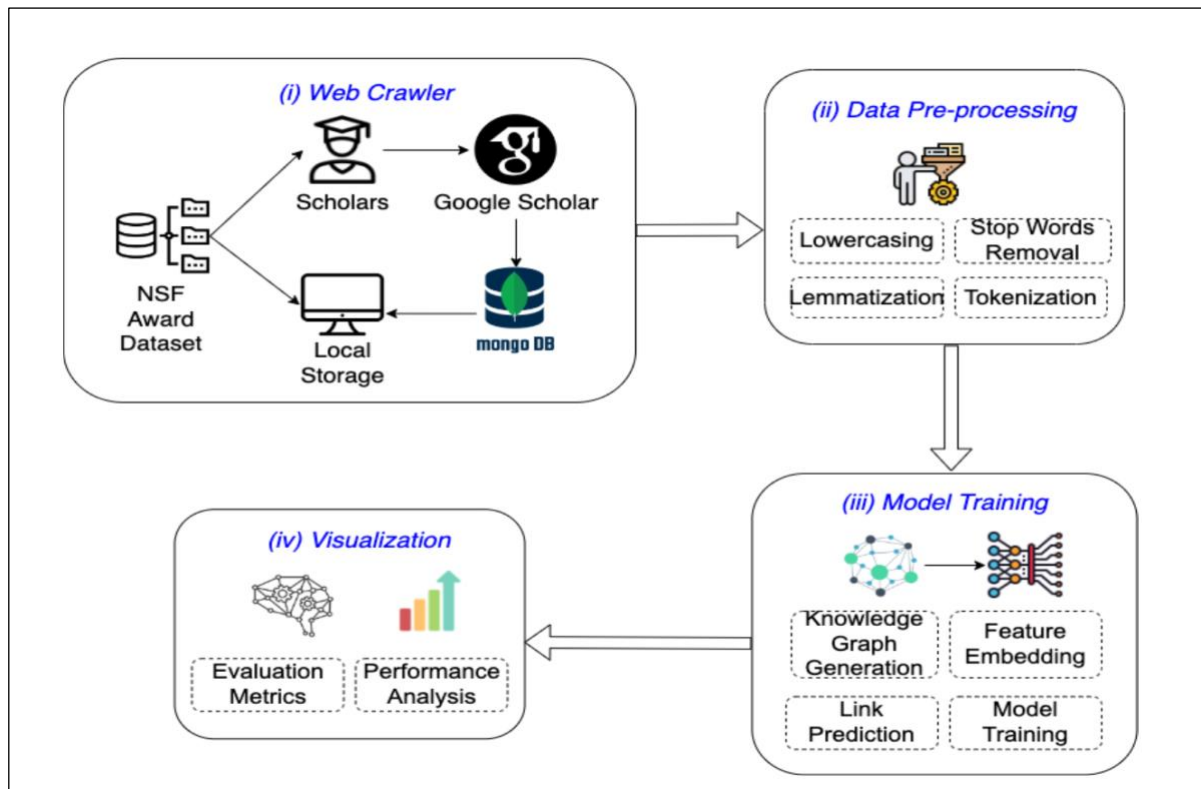 (i) Web Crawler
Scholars
Google Scholar
NSF
Award
Dataset
Local
Storage
mongo DB
(ii) Data Pre-processing
Lowercasing
Stop Words
Removal
Lemmatization
Tokenization
(iii) Model Training
Knowledge
Graph
Generation
Feature
Embedding
Link
Prediction
Model
Training
(iv) Visualization
Evaluation
Metrics
Performance
Analysis